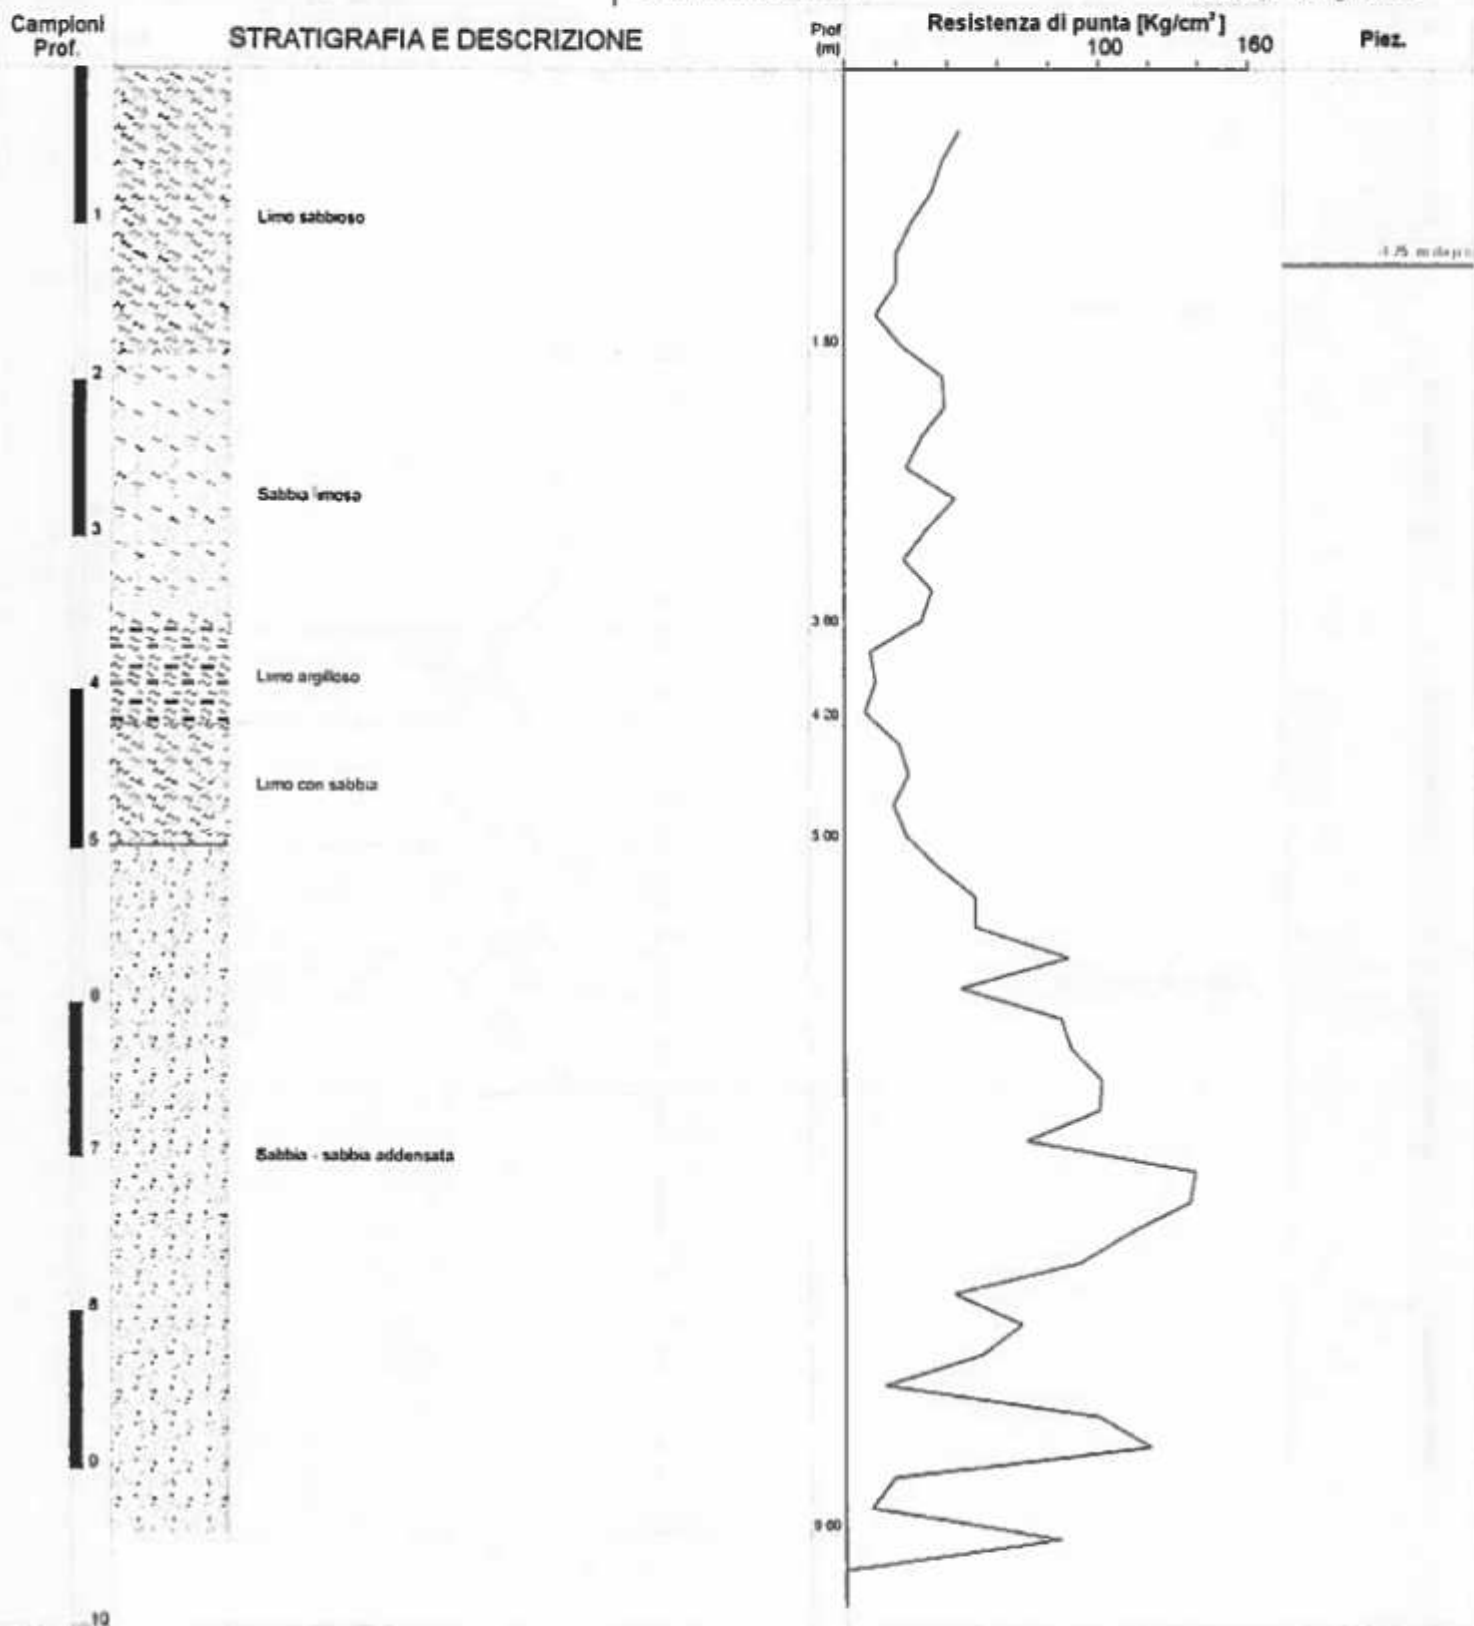 Campioni
Prof.
STRATIGRAFIA E DESCRIZIONE
Prof
(m)
Resistenza di punta [Kg/cm²]
100
160
Piez.
1
Limo sabbioso
1 80
2
Sabbia limosa
3
3 60
Limo argilloso
4
4 20
Limo con sabbia
5
5 00
6
7
Sabbia - sabbia addensata
8
9
9 60
10